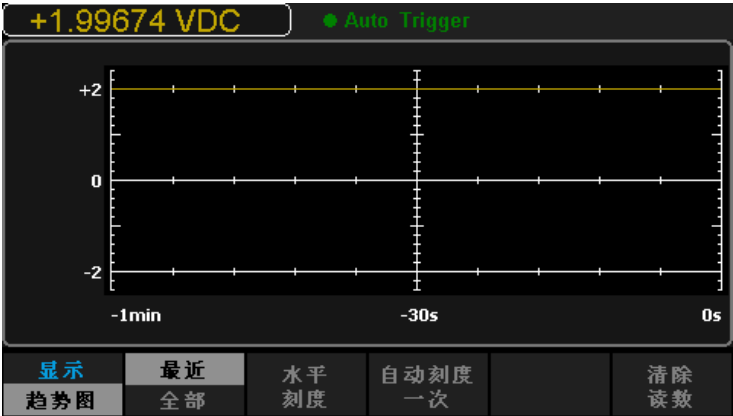 +1.99674 VDC
Auto Trigger
+2
0
-2
-1min -30s 0s
显示 最近 水平 自动刻度 清除
趋势图 全部 刻度 一次 读数